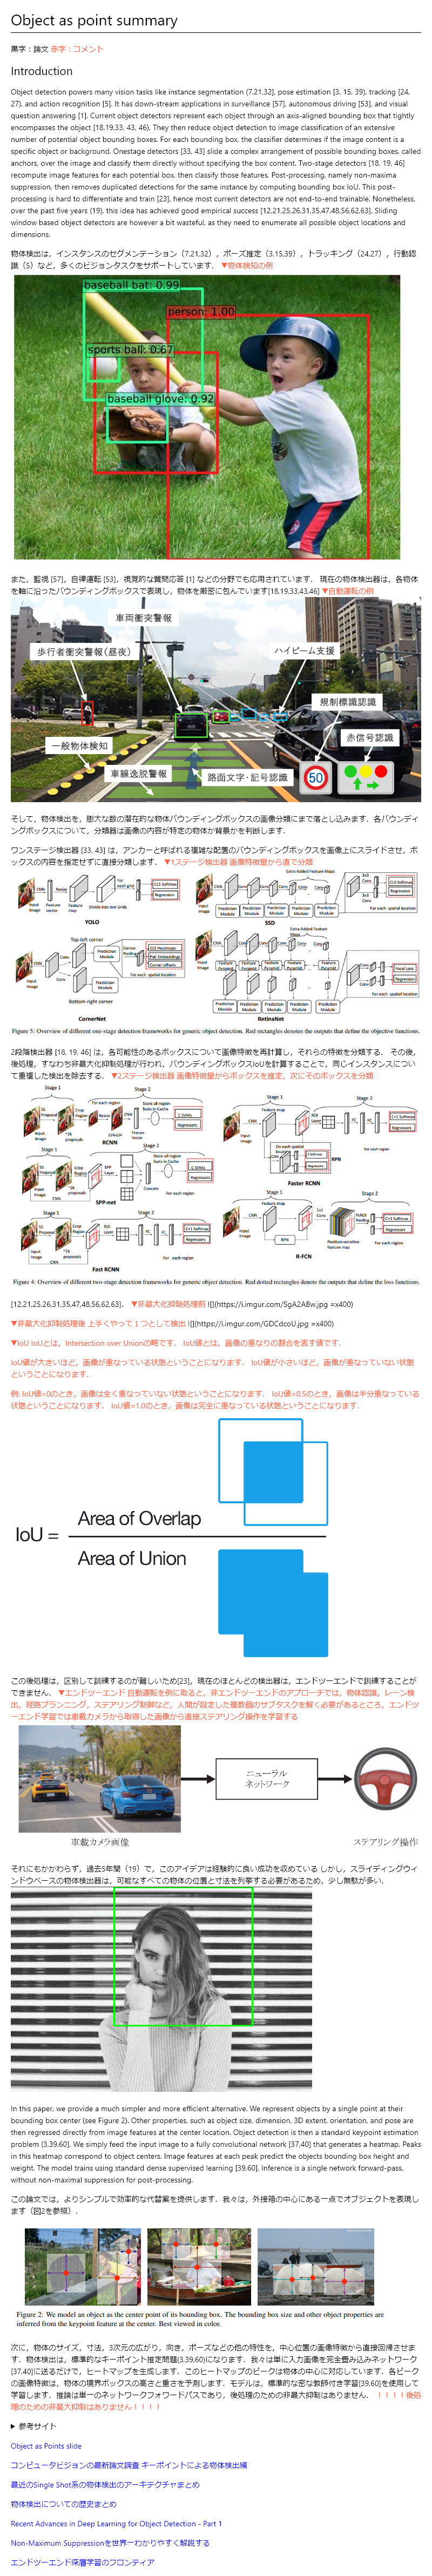 Object as point summary
黒字：論文 赤字：コメント
Introduction
Object detection powers many vision tasks like instance segmentation [7,21,32], pose estimation [3, 15, 39], tracking [24,
27], and action recognition [5]. It has down-stream applications in surveillance [57], autonomous driving [53], and visual
question answering [1]. Current object detectors represent each object through an axis-aligned bounding box that tightly
encompasses the object [18,19,33, 43, 46]. They then reduce object detection to image classification of an extensive
number of potential object bounding boxes. For each bounding box, the classifier determines if the image content is a
specific object or background. Onestage detectors [33, 43] slide a complex arrangement of possible bounding boxes, called
anchors, over the image and classify them directly without specifying the box content. Two-stage detectors [18, 19, 46]
recompute image features for each potential box, then classify those features. Post-processing, namely non-maxima
suppression, then removes duplicated detections for the same instance by computing bounding box IoU. This post-
processing is hard to differentiate and train [23], hence most current detectors are not end-to-end trainable. Nonetheless,
over the past five years (19), this idea has achieved good empirical success [12,21,25,26,31,35,47,48,56,62,63]. Sliding
window based object detectors are however a bit wasteful, as they need to enumerate all possible object locations and
dimensions.
物体検出は，インスタンスのセグメンテーション（7,21,32），ポーズ推定（3,15,39），トラッキング（24,27），行動認
識（5）など，多くのビジョンタスクをサポートしています． ▼物体検知の例
baseball bat: 0.99
person: 1.00
sports ball: 0.67
baseball glove: 0.92
また，監視 [57]，自律運転 [53]，視覚的な質問応答 [1] などの分野でも応用されています． 現在の物体検出器は，各物体
を軸に沿ったバウンディングボックスで表現し，物体を厳密に包んでいます[18,19,33,43,46] ▼自動運転の例
車両衝突警報
歩行者衝突警報(昼夜)
ハイビーム支援
規制標識認識
赤信号認識
一般物体検知
車線逸脱警報
路面文字・記号認識
50
そして，物体検出を，膨大な数の潜在的な物体バウンディングボックスの画像分類にまで落とし込みます．各バウンディ
ングボックスについて，分類器は画像の内容が特定の物体か背景かを判断します．
ワンステージ検出器 [33, 43] は，アンカーと呼ばれる複雑な配置のバウンディングボックスを画像上にスライドさせ，ボ
ックスの内容を指定せずに直接分類します． ▼1ステージ検出器 画像特徴量から直で分類
YOLO
SSD
CornerNet
RetinaNet
Figure 5: Overview of different one-stage detection frameworks for generic object detection. Red rectangles denotes the outputs that define the objective functions.
2段階検出器 [18, 19, 46] は，各可能性のあるボックスについて画像特徴を再計算し，それらの特徴を分類する． その後，
後処理，すなわち非最大化抑制処理が行われ，バウンディングボックスIoUを計算することで，同じインスタンスについ
て重複した検出を除去する． ▼2ステージ検出器 画像特徴量からボックスを推定，次にそのボックスを分類
Stage 1
Stage 2
RCNN
SPP-net
Fast RCNN
Faster RCNN
R-FCN
Figure 4: Overview of different two-stage detection frameworks for generic object detection. Red dotted rectangles denote the outputs that define the loss functions.
[12,21,25,26,31,35,47,48,56,62,63]． ▼非最大化抑制処理前 ![](https://i.imgur.com/SgA2ABw.jpg =x400)
▼非最大化抑制処理後 上手くやって１つとして検出 ![](https://i.imgur.com/GDCdcoU.jpg =x400)
▼IoU IoUとは，Intersection over Unionの略です． IoU値とは，画像の重なりの割合を表す値です．
IoU値が大きいほど，画像が重なっている状態ということになります． IoU値が小さいほど，画像が重なっていない状態
ということになります．
例: IoU値=0のとき，画像は全く重なっていない状態ということになります． IoU値=0.5のとき，画像は半分重なっている
状態ということになります． IoU値=1.0のとき，画像は完全に重なっている状態ということになります．
IoU =
Area of Overlap
Area of Union
この後処理は，区別して訓練するのが難しいため[23]，現在のほとんどの検出器は，エンドツーエンドで訓練することが
できません． ▼エンドツーエンド 自動運転を例に取ると，非エンドツーエンドのアプローチでは，物体認識，レーン検
出，経路プランニング，ステアリング制御など，人間が設定した複数個のサブタスクを解く必要があるところ，エンドツ
ーエンド学習では車載カメラから取得した画像から直接ステアリング操作を学習する
ニューラル
ネットワーク
車載カメラ画像
ステアリング操作
それにもかかわらず，過去5年間（19）で，このアイデアは経験的に良い成功を収めている しかし，スライディングウィ
ンドウベースの物体検出器は，可能なすべての物体の位置と寸法を列挙する必要があるため，少し無駄が多い．
In this paper, we provide a much simpler and more efficient alternative. We represent objects by a single point at their
bounding box center (see Figure 2). Other properties, such as object size, dimension, 3D extent, orientation, and pose are
then regressed directly from image features at the center location. Object detection is then a standard keypoint estimation
problem (3,39,60]. We simply feed the input image to a fully convolutional network [37,40] that generates a heatmap. Peaks
in this heatmap correspond to object centers. Image features at each peak predict the objects bounding box height and
weight. The model trains using standard dense supervised learning [39,60]. Inference is a single network forward-pass,
without non-maximal suppression for post-processing.
この論文では，よりシンプルで効率的な代替案を提供します．我々は，外接箱の中心にある一点でオブジェクトを表現し
ます（図2を参照）．
Figure 2: We model an object as the center point of its bounding box. The bounding box size and other object properties are
inferred from the keypoint feature at the center. Best viewed in color.
次に，物体のサイズ，寸法，3次元の広がり，向き，ポーズなどの他の特性を，中心位置の画像特徴から直接回帰させま
す．物体検出は，標準的なキーポイント推定問題(3,39,60)になります．我々は単に入力画像を完全畳み込みネットワーク
[37,40]に送るだけで，ヒートマップを生成します．このヒートマップのピークは物体の中心に対応しています．各ピーク
の画像特徴は，物体の境界ボックスの高さと重さを予測します．モデルは，標準的な密な教師付き学習[39,60]を使用して
学習します．推論は単一のネットワークフォワードパスであり，後処理のための非最大抑制はありません． ！！！！後処
理のための非最大抑制はありません！！！！
▶ 参考サイト
Object as Points slide
コンピュータビジョンの最新論文調査 キーポイントによる物体検出編
最近のSingle Shot系の物体検出のアーキテクチャまとめ
物体検出についての歴史まとめ
Recent Advances in Deep Learning for Object Detection - Part 1
Non-Maximum Suppressionを世界一わかりやすく解説する
エンドツーエンド深層学習のフロンティア